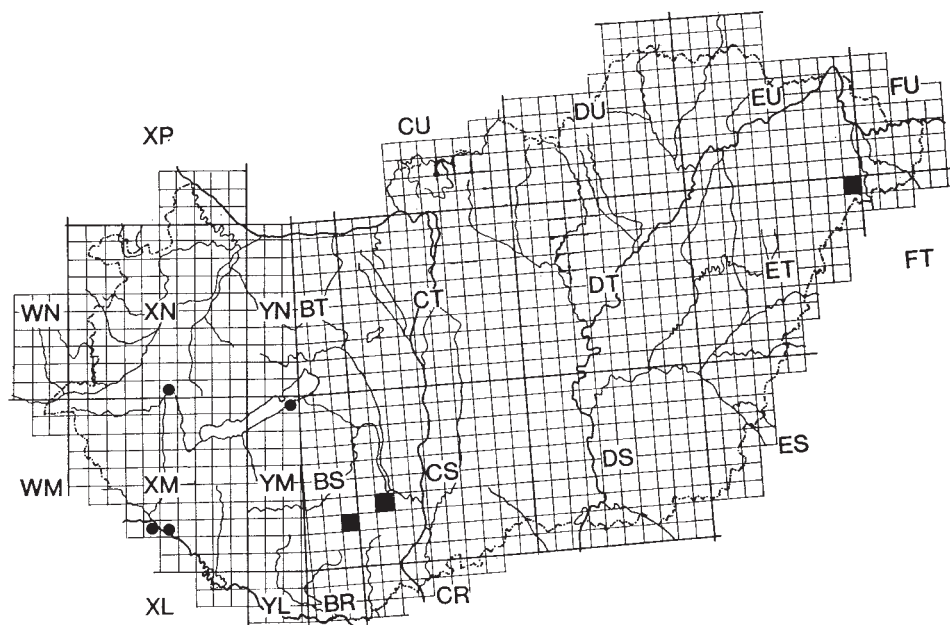 XP CU DU EU FU
WN XN YN BT CT DT ET FT
WM XM YM BS CS DS ES
XL YL BR CR